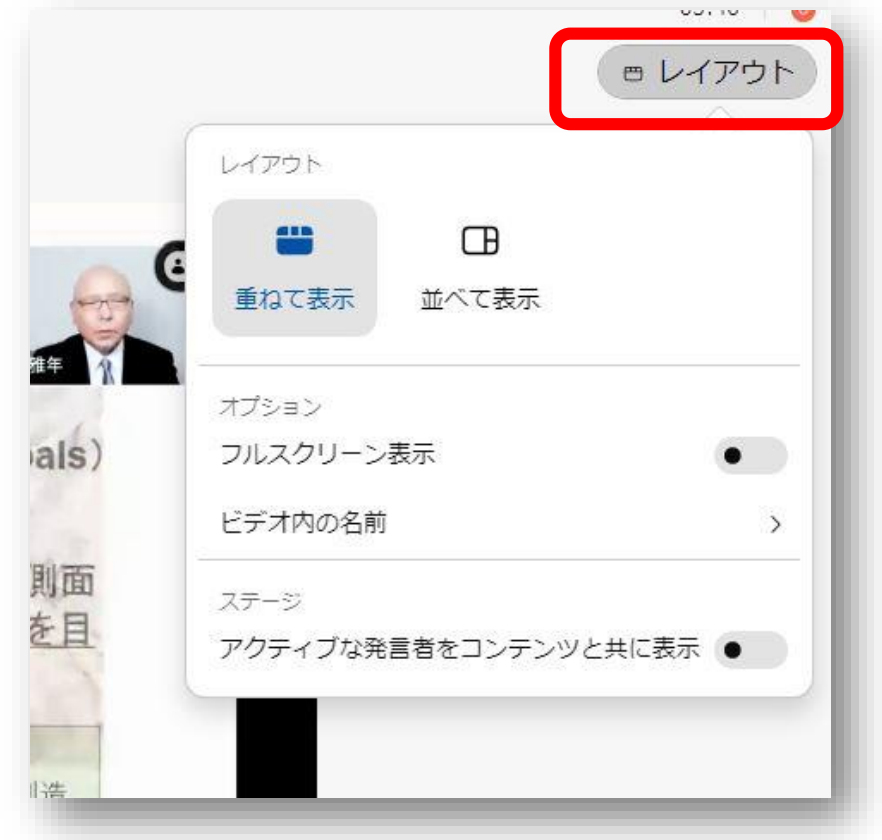 レイアウト
レイアウト
重ねて表示
並べて表示
雅年
オプション
フルスクリーン表示
ビデオ内の名前
ステージ
アクティブな発言者をコンテンツと共に表示
als)
側面
を目